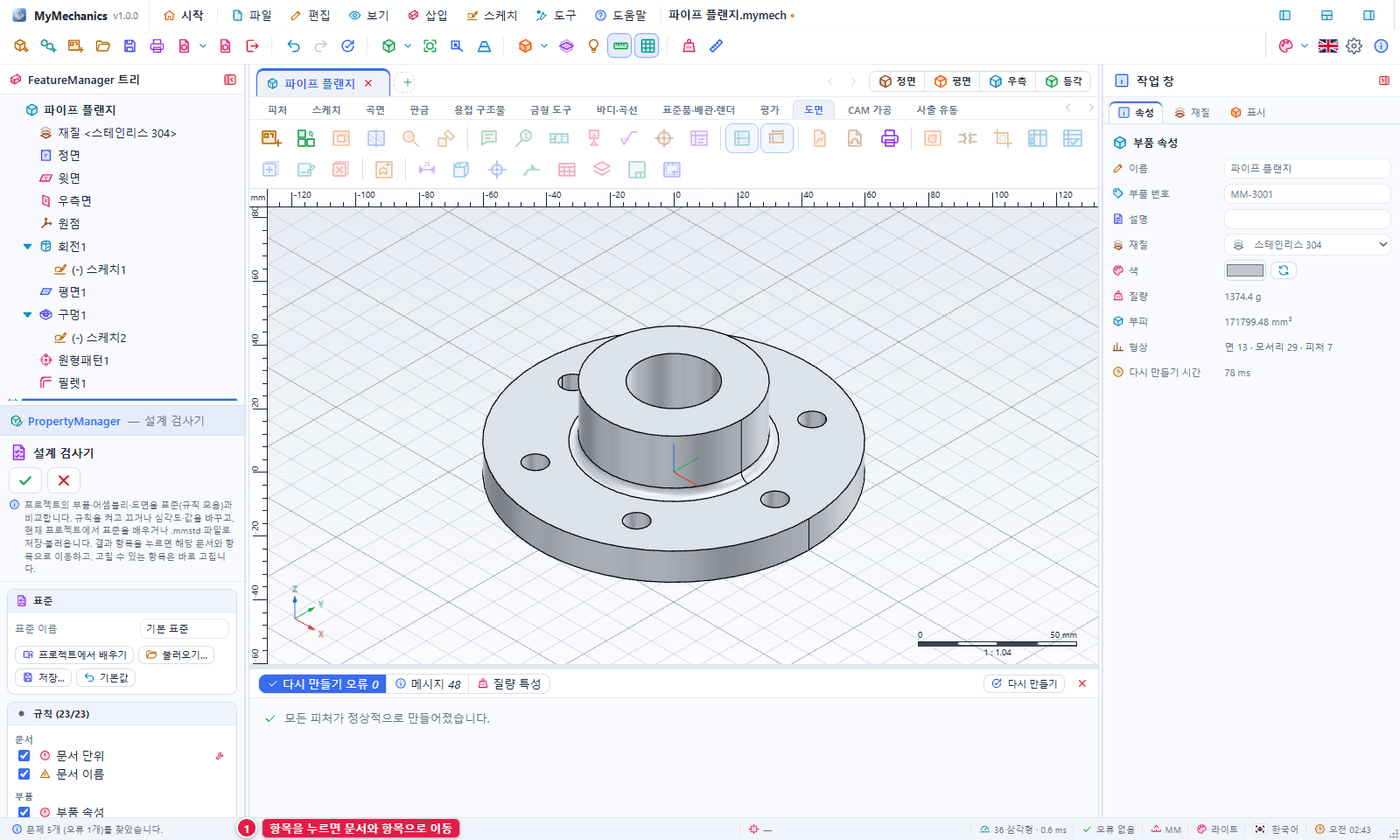 MyMechanics v1.0.0 시작 파일 편집 보기 삽입 스케치 도구 도움말 파이프 플랜지.mymech
FeatureManager 트리
파이프 플랜지
재질 <스테인리스 304>
정면
윗면
우측면
원점
회전1
(-) 스케치1
평면1
구멍1
(-) 스케치2
원형패턴1
필렛1
PropertyManager — 설계 검사기
설계 검사기
프로젝트의 부품·어셈블리·도면을 표준(규칙 모음)과
비교합니다. 규칙을 켜고 끄거나 심각도·값을 바꾸고,
현재 프로젝트에서 표준을 배우거나 .mmstd 파일로
저장·불러옵니다. 결과 항목을 누르면 해당 문서와 항
목으로 이동하고, 고칠 수 있는 항목은 바로 고칩니
다.
표준
표준 이름 기본 표준
프로젝트에서 배우기 불러오기...
저장... 기본값
규칙 (23/23)
문서
문서 단위
문서 이름
부품
부품 속성
파이프 플랜지
정면 평면 우측 등각
피처 스케치 곡면 판금 용접 구조물 금형 도구 바디·곡선 표준품·배관·렌더 평가 도면 CAM 가공 사출 유동
mm -120 -100 -80 -60 -40 -20 0 20 40 60 80 100 120
80
60
40
20
0
-20
-40
-60
Z
Y
X
0 50 mm
1 : 1.04
다시 만들기 오류 0 메시지 48 질량 특성 다시 만들기
모든 피처가 정상적으로 만들어졌습니다.
작업 창
속성 재질 표시
부품 속성
이름 파이프 플랜지
부품 번호 MM-3001
설명
재질 스테인리스 304
색
질량 1374.4 g
부피 171799.48 mm³
형상 면 13 · 모서리 29 · 피처 7
다시 만들기 시간 78 ms
문제 5개 (오류 1개)를 찾았습니다. 1 항목을 누르면 문서와 항목으로 이동 — 36 삼각형 · 0.6 ms 오류 없음 MM 라이트 한국어 오전 02:43